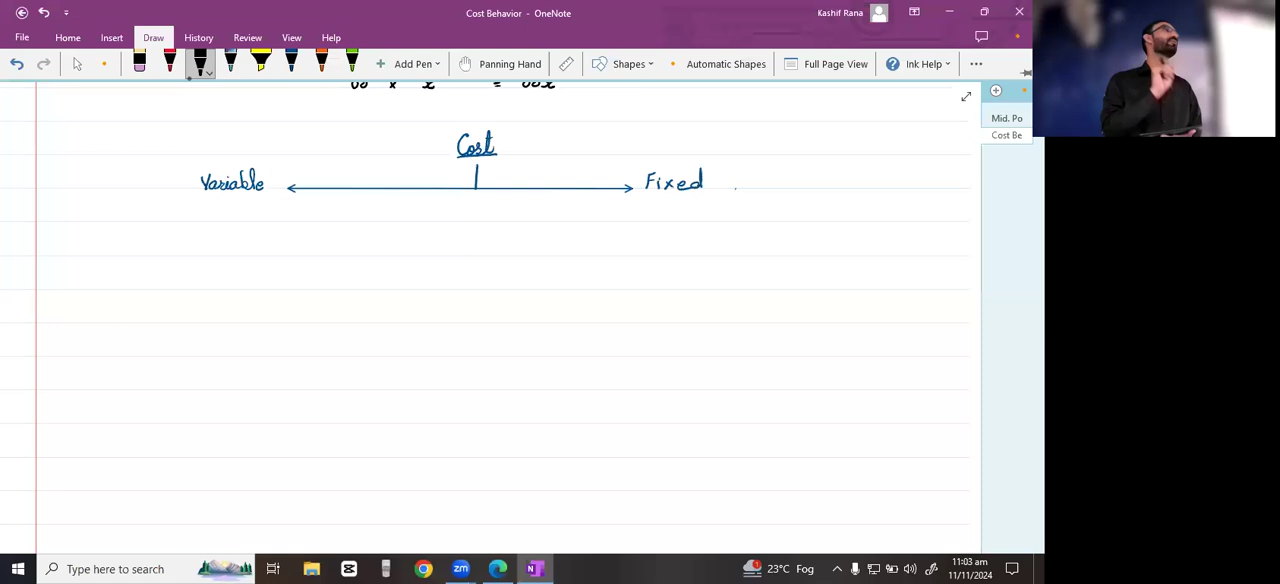 Cost Behavior - OneNote
Kashif Rana
File Home Insert Draw History Review View Help
Add Pen Panning Hand Shapes Automatic Shapes Full Page View Ink Help
Mid. Po
Cost Be
Cost
Variable Fixed
Type here to search
23°C Fog
11:03 am
11/11/2024